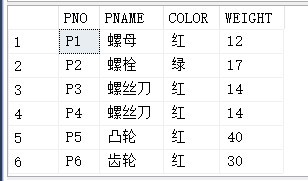 PNO PNAME COLOR WEIGHT
1 P1 螺母 红 12
2 P2 螺栓 绿 17
3 P3 螺丝刀 红 14
4 P4 螺丝刀 红 14
5 P5 凸轮 红 40
6 P6 齿轮 红 30